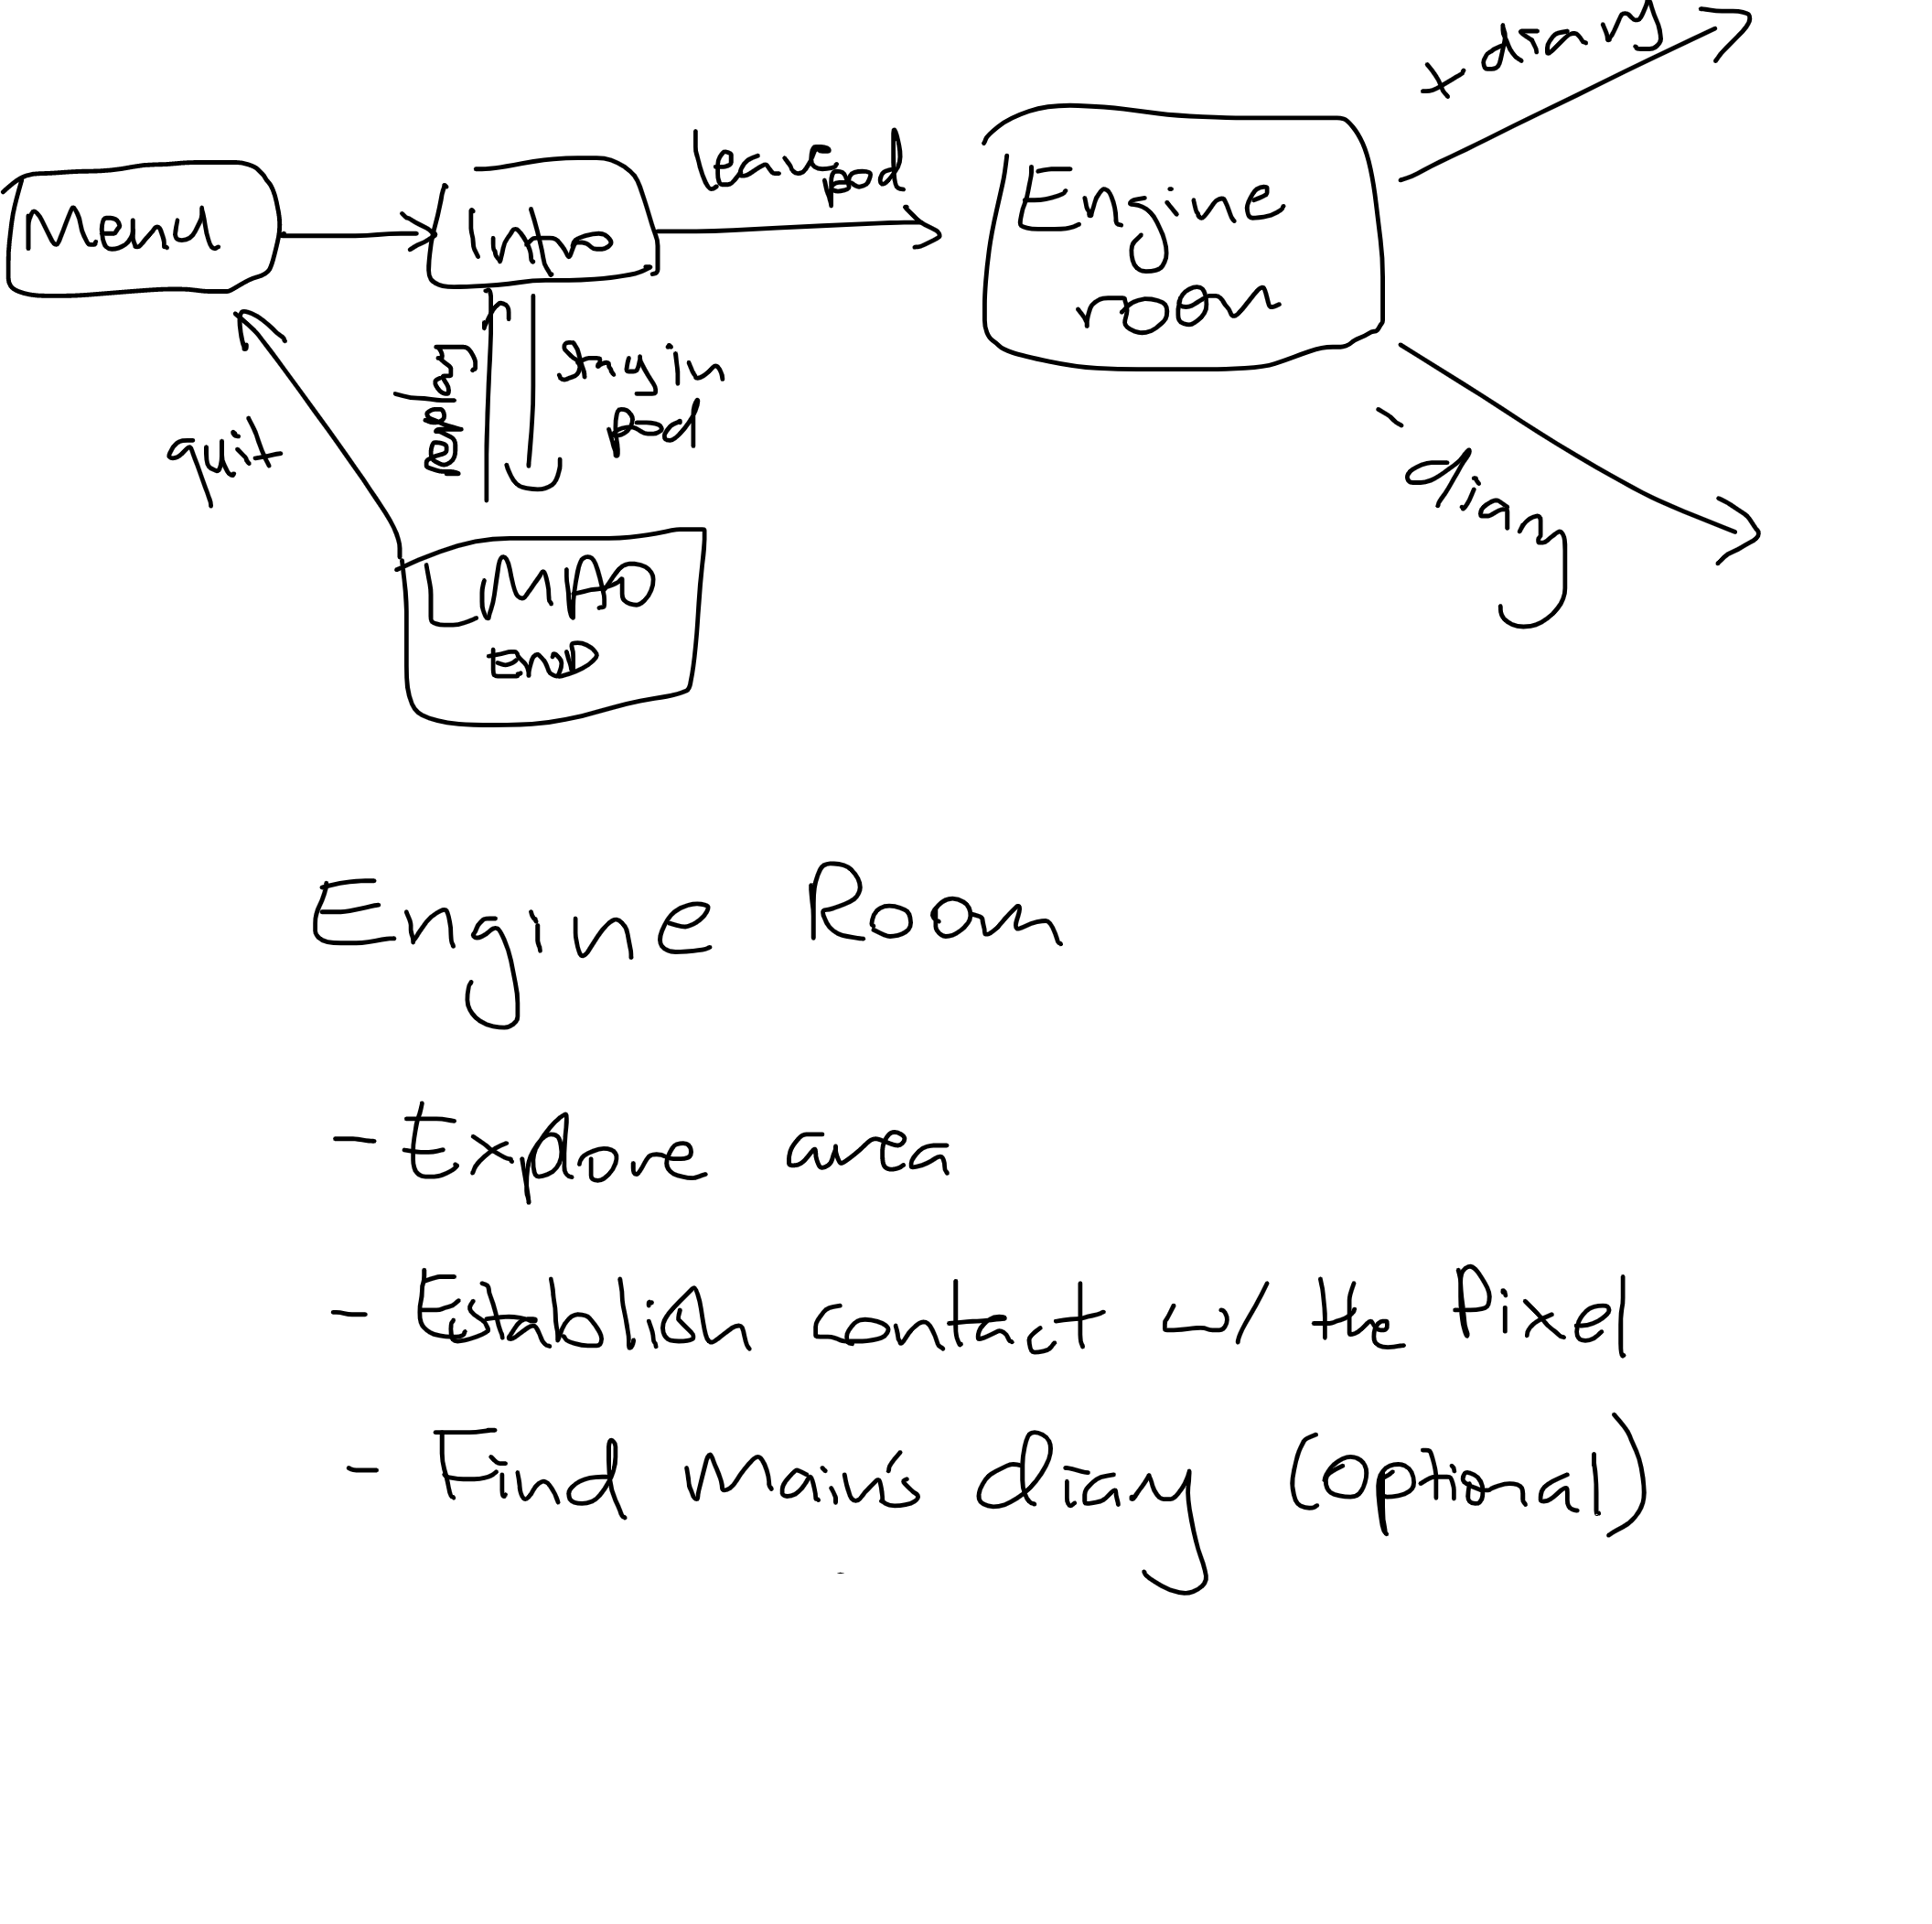 + diary
Menu
Intro
Leave
pod
Engine
room
stay in
Pod
quit
- diary
LMAO
END
Engine Room
- Explore area
- Establish contact w/ the Pixel
- Find Main's diary (optional)